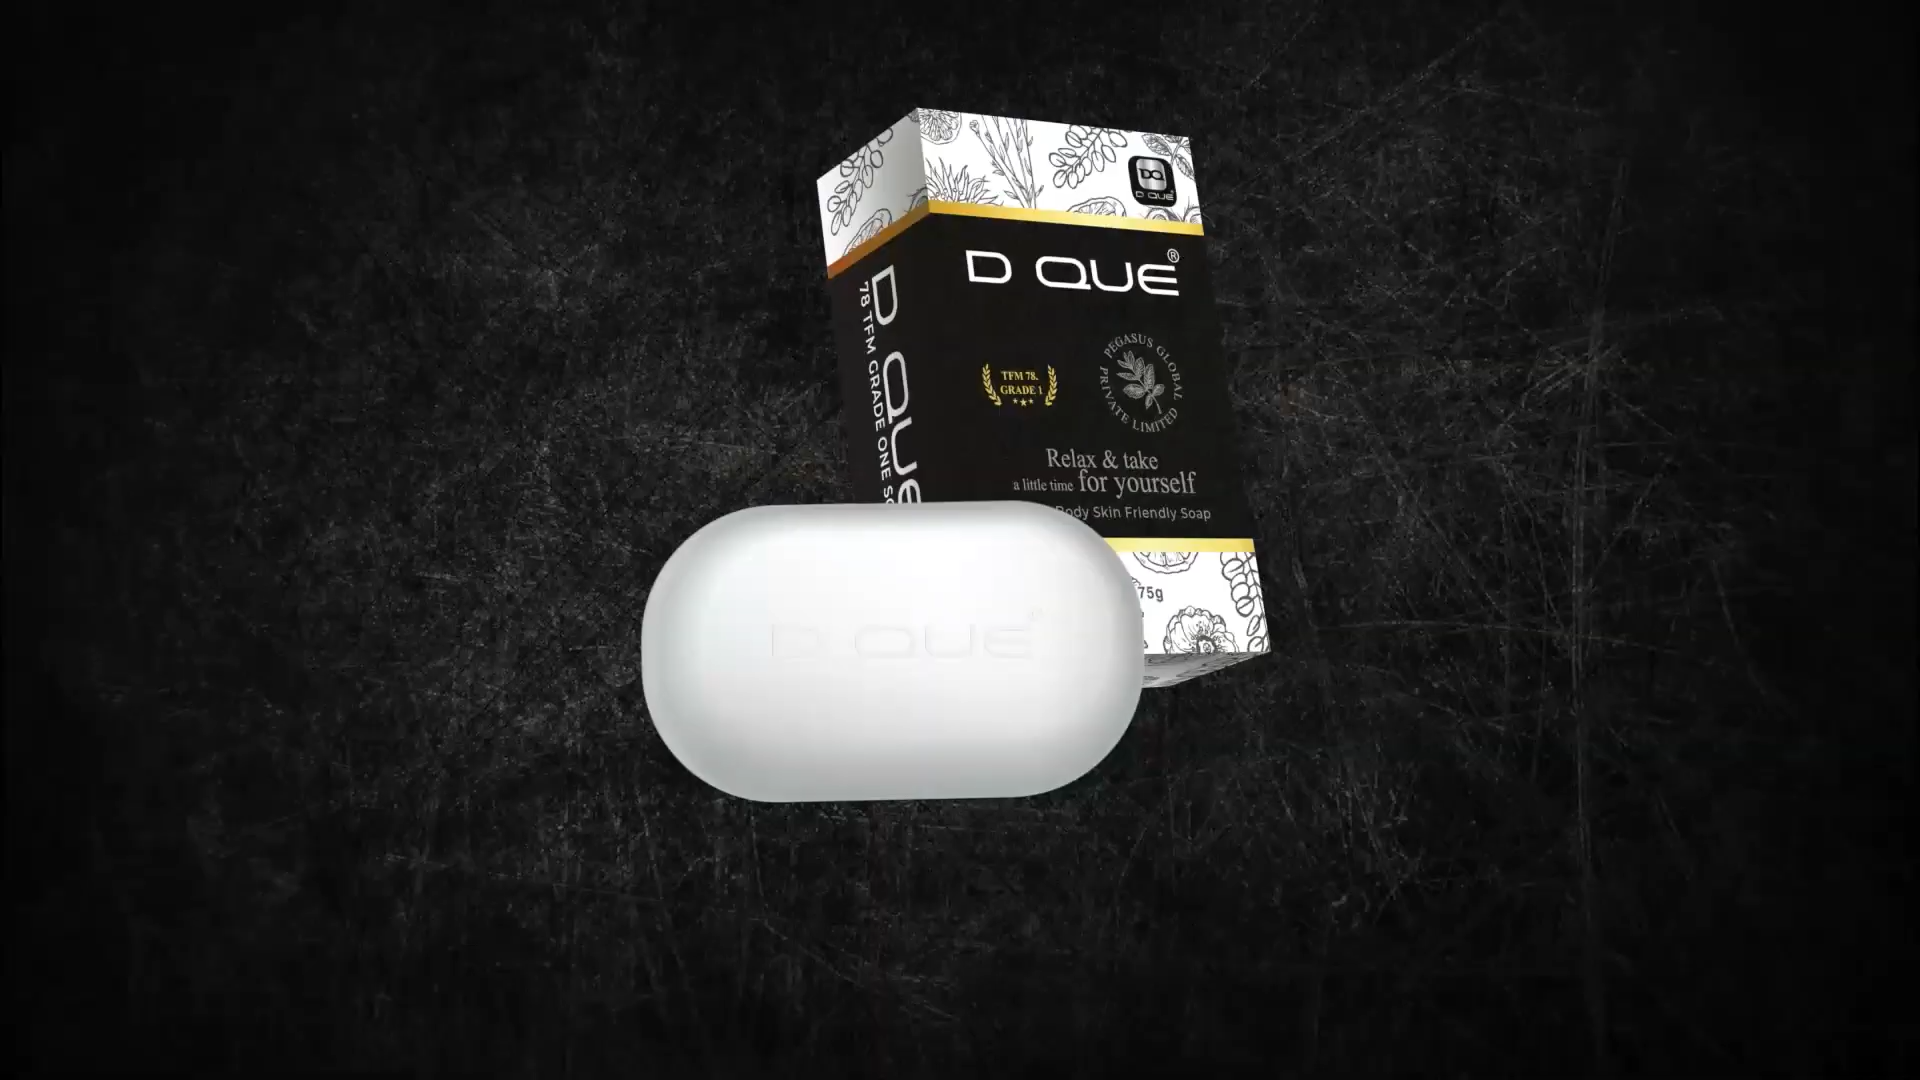 DQ
D QUE
D QUE®
TFM 78.
GRADE 1
PEGASUS GLOBAL
PRIVATE LIMITED
Relax & take
a little time for yourself
Body Skin Friendly Soap
75g
D QUE
78 TFM GRADE ONE
D QUE